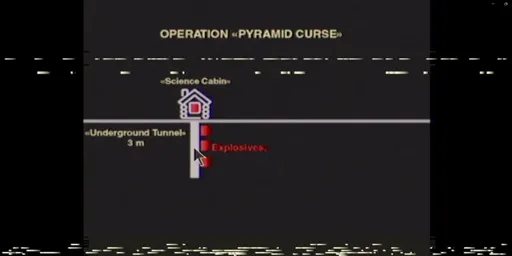 OPERATION «PYRAMID CURSE»
«Science Cabin»
«Underground Tunnel»
3 m
Explosives.